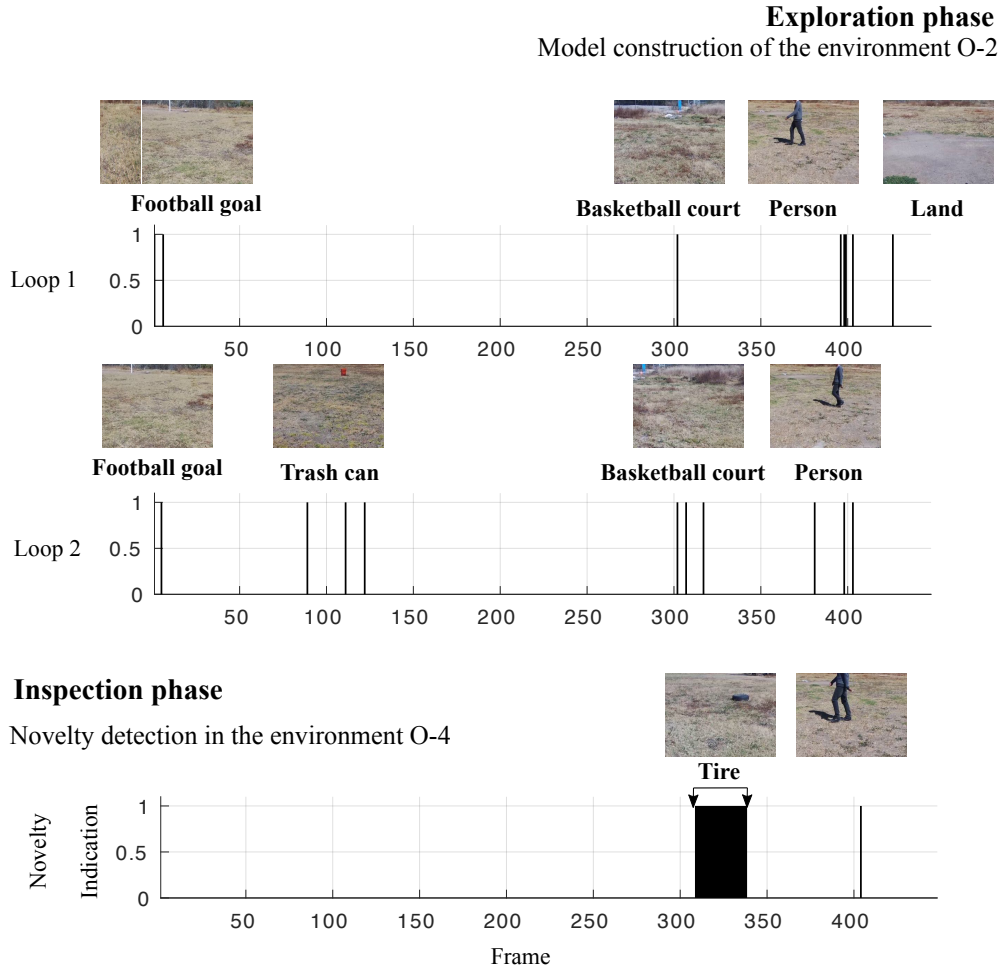 Exploration phase
Model construction of the environment O-2
Football goal
Basketball court Person Land
Loop 1
1
0.5
0
50 100 150 200 250 300 350 400
Football goal Trash can Basketball court Person
Loop 2
1
0.5
0
50 100 150 200 250 300 350 400
Inspection phase
Novelty detection in the environment O-4
Tire
Novelty
Indication
1
0.5
0
50 100 150 200 250 300 350 400
Frame